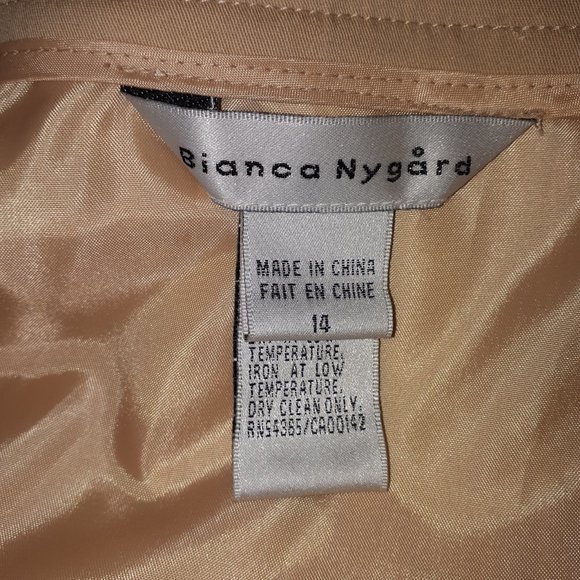 Bianca Nygård
MADE IN CHINA
FAIT EN CHINE
14
TEMPERATURE.
IRON AT LOW
TEMPERATURE.
DRY CLEAN ONLY.
RN54365/CA00142